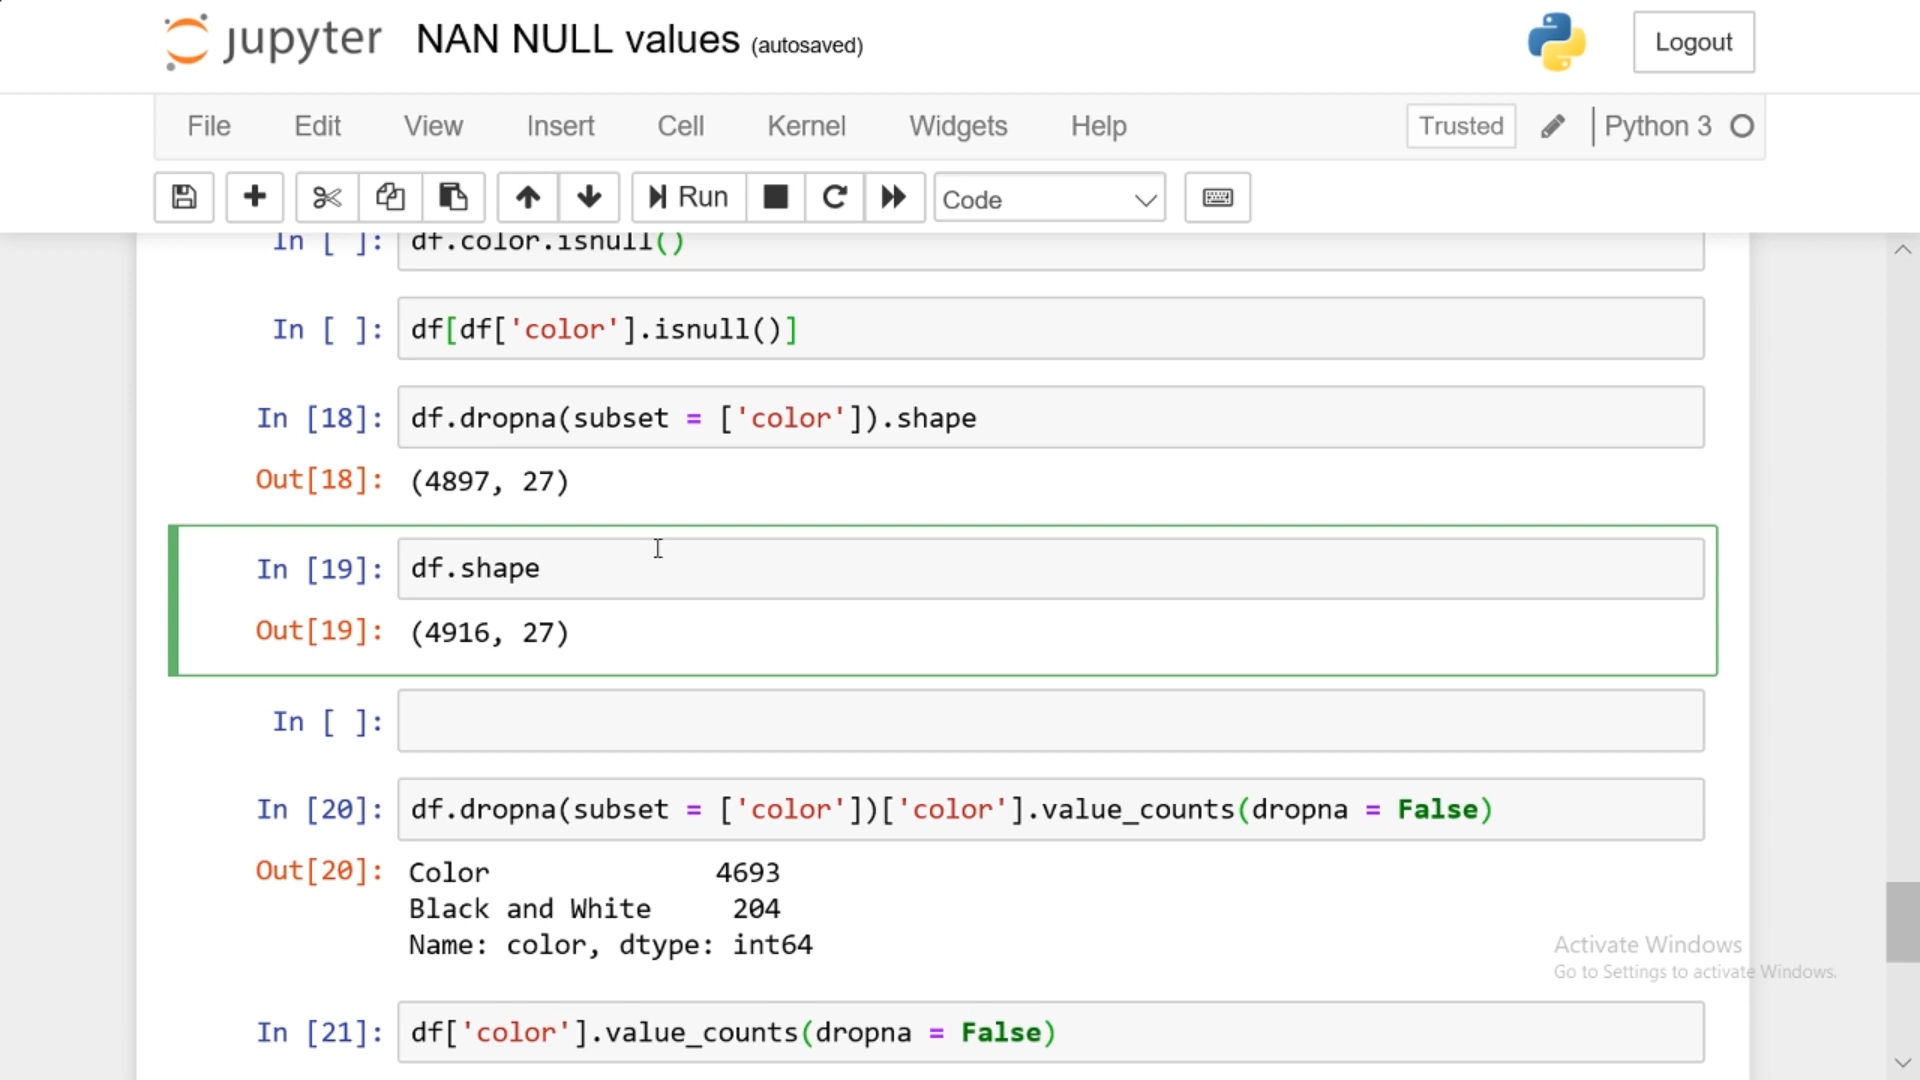 jupyter NAN NULL values (autosaved) Logout
File Edit View Insert Cell Kernel Widgets Help Trusted Python 3
Run Code
In [ ]: df.color.isnull()
In [ ]: df[df['color'].isnull()]
In [18]: df.dropna(subset = ['color']).shape
Out[18]: (4897, 27)
In [19]: df.shape
Out[19]: (4916, 27)
In [ ]:
In [20]: df.dropna(subset = ['color'])['color'].value_counts(dropna = False)
Out[20]: Color 4693
Black and White 204
Name: color, dtype: int64
Activate Windows
Go to Settings to activate Windows.
In [21]: df['color'].value_counts(dropna = False)